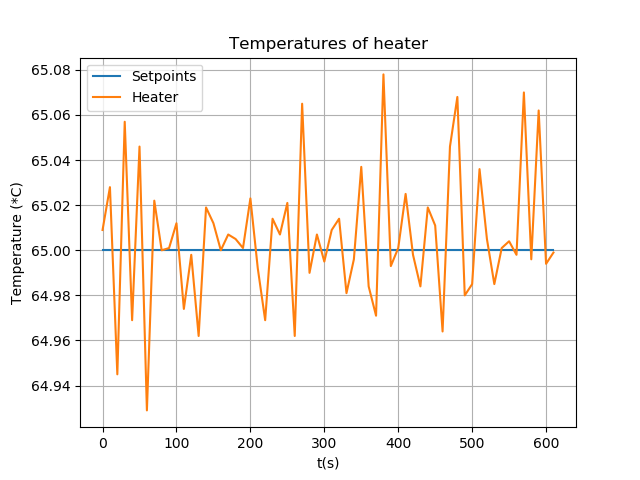 Temperatures of heater
Setpoints
Heater
65.08
65.06
65.04
65.02
65.00
64.98
64.96
64.94
Temperature (*C)
0 100 200 300 400 500 600
t(s)